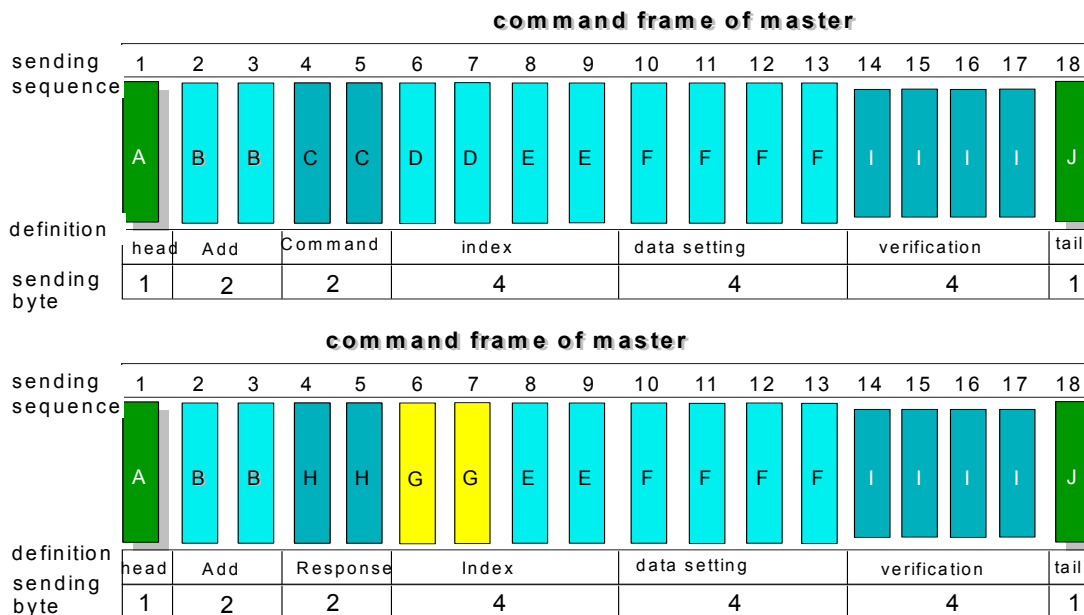 command frame of master
sending sequence 1 2 3 4 5 6 7 8 9 10 11 12 13 14 15 16 17 18
A B B C C D D E E F F F F I I I I J
definition head Add Command index data setting verification tail
sending byte 1 2 2 4 4 4 1
command frame of master
sending sequence 1 2 3 4 5 6 7 8 9 10 11 12 13 14 15 16 17 18
A B B H H G G E E F F F F I I I I J
definition head Add Response Index data setting verification tail
sending byte 1 2 2 4 4 4 1